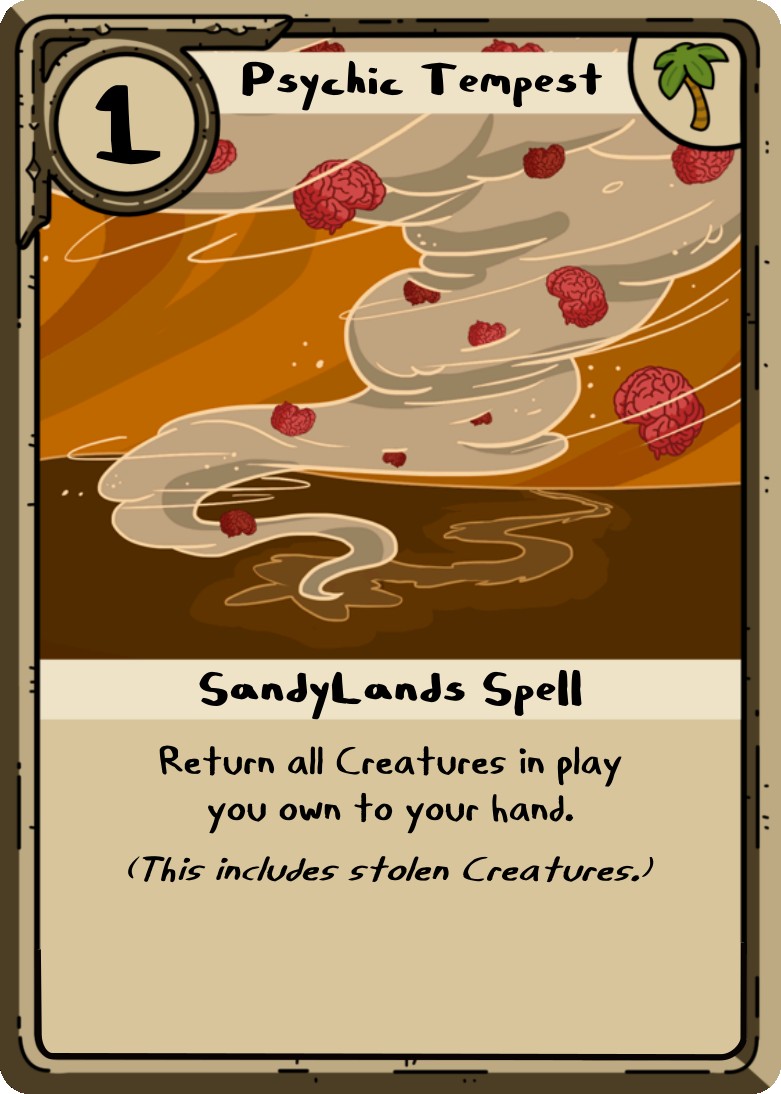 1
Psychic Tempest
SandyLands Spell
Return all Creatures in play
you own to your hand.
(This includes stolen Creatures.)